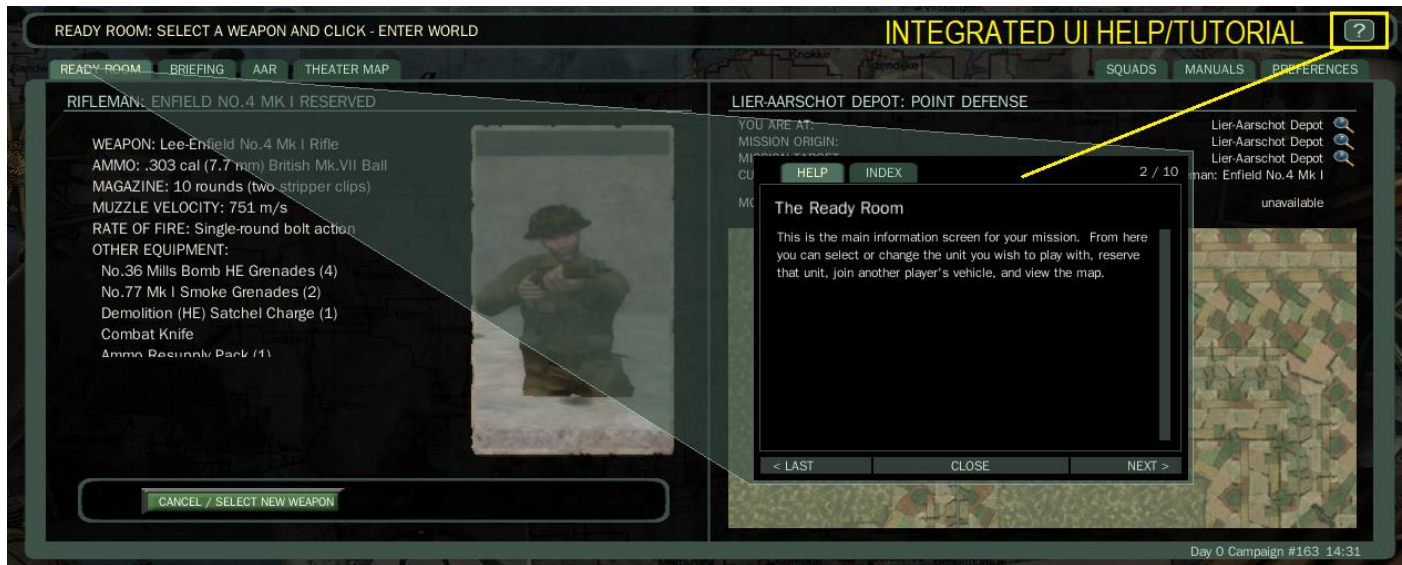 READY ROOM: SELECT A WEAPON AND CLICK - ENTER WORLD
INTEGRATED UI HELP/TUTORIAL
?
READY ROOM BRIEFING AAR THEATER MAP
SQUADS MANUALS PREFERENCES
RIFLEMAN: ENFIELD NO.4 MK I RESERVED
WEAPON: Lee-Enfield No.4 Mk I Rifle
AMMO: .303 cal (7.7 mm) British Mk.VII Ball
MAGAZINE: 10 rounds (two stripper clips)
MUZZLE VELOCITY: 751 m/s
RATE OF FIRE: Single-round bolt action
OTHER EQUIPMENT:
No.36 Mills Bomb HE Grenades (4)
No.77 Mk I Smoke Grenades (2)
Demolition (HE) Satchel Charge (1)
Combat Knife
Ammo Resupply Pack (1)
CANCEL / SELECT NEW WEAPON
LIER-AARSCHOT DEPOT: POINT DEFENSE
YOU ARE AT: Lier-Aarschot Depot
MISSION ORIGIN: Lier-Aarschot Depot
MISSION TARGET: Lier-Aarschot Depot
No.4 Mk I
unavailable
HELP INDEX 2 / 10
The Ready Room
This is the main information screen for your mission. From here
you can select or change the unit you wish to play with, reserve
that unit, join another player's vehicle, and view the map.
< LAST CLOSE NEXT >
Day 0 Campaign #163 14:31